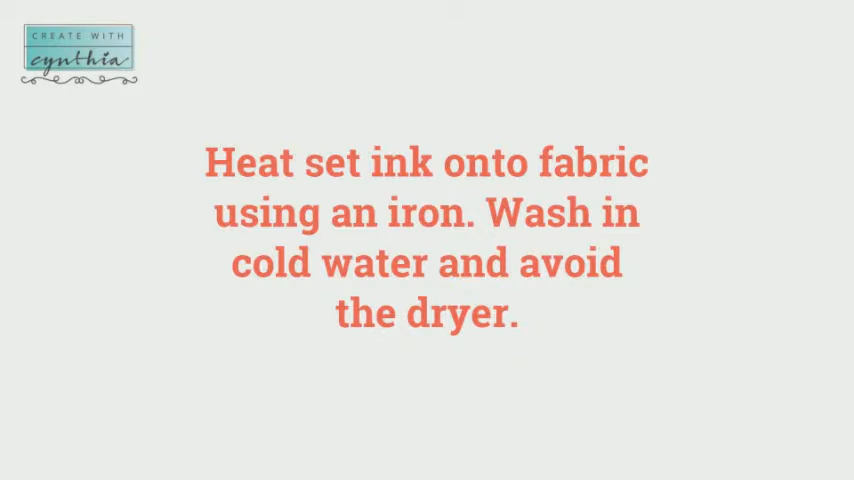 CREATE WITH
cynthia
Heat set ink onto fabric
using an iron. Wash in
cold water and avoid
the dryer.